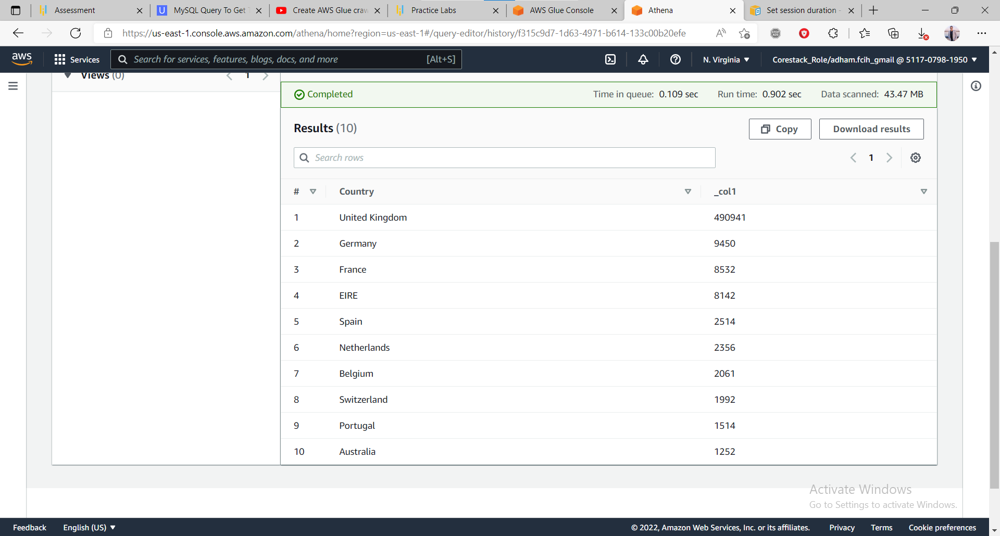 Assessment
MySQL Query To Get
Create AWS Glue craw
Practice Labs
AWS Glue Console
Athena
Set session duration -
https://us-east-1.console.aws.amazon.com/athena/home?region=us-east-1#/query-editor/history/f315c9d7-1d63-4971-b614-133c00b20efe
aws
Services
Search for services, features, blogs, docs, and more
[Alt+S]
N. Virginia
Corestack_Role/adham.fcih_gmail @ 5117-0798-1950
Views (0)
1
Completed
Time in queue: 0.109 sec Run time: 0.902 sec Data scanned: 43.47 MB
Results (10)
Copy
Download results
Search rows
1
# Country _col1
1 United Kingdom 490941
2 Germany 9450
3 France 8532
4 EIRE 8142
5 Spain 2514
6 Netherlands 2356
7 Belgium 2061
8 Switzerland 1992
9 Portugal 1514
10 Australia 1252
Activate Windows
Go to Settings to activate Windows.
Feedback English (US)
© 2022, Amazon Web Services, Inc. or its affiliates. Privacy Terms Cookie preferences